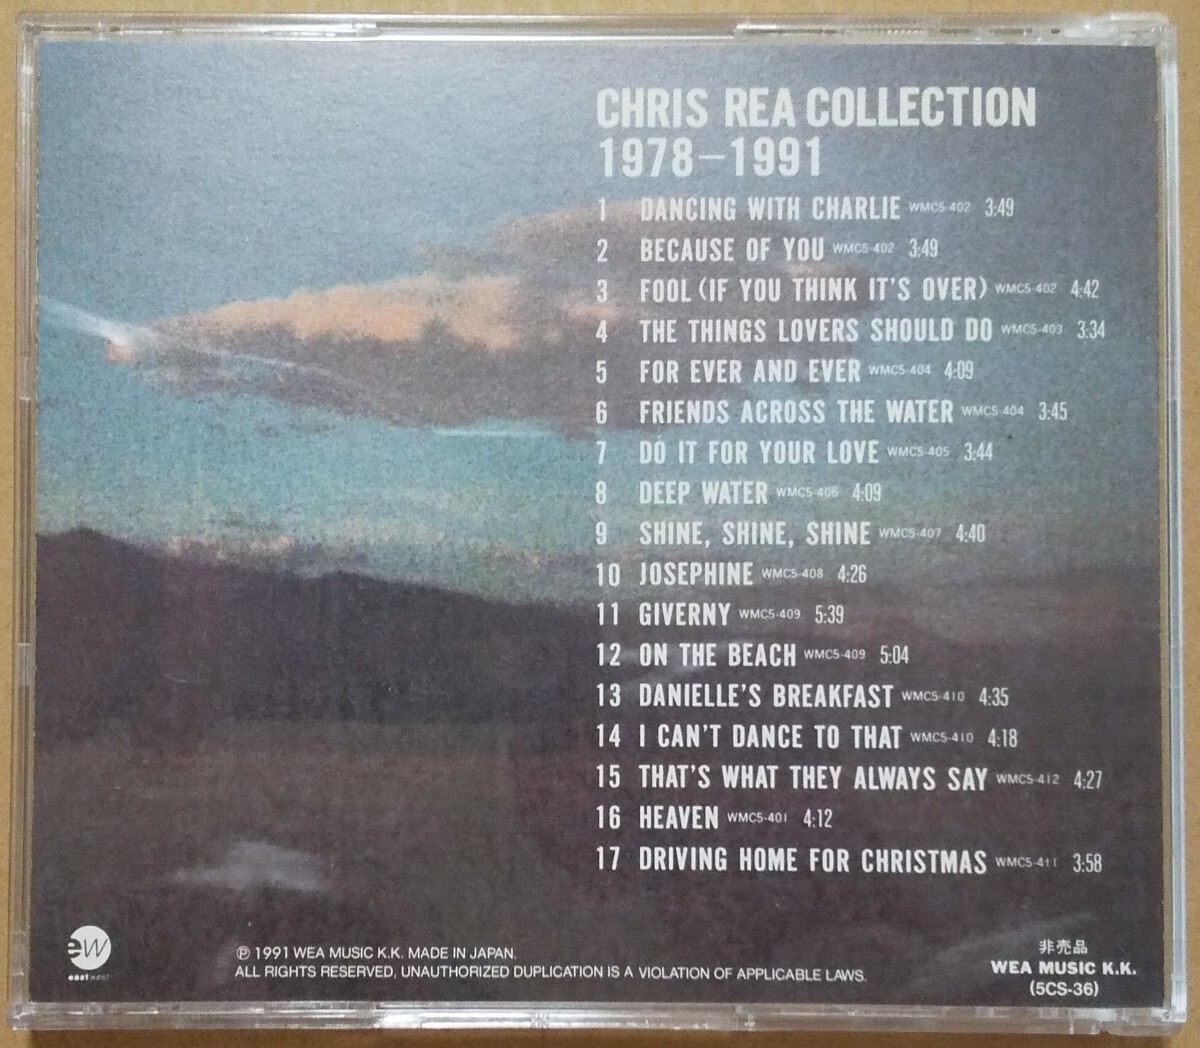 CHRIS REA COLLECTION
1978–1991
1 DANCING WITH CHARLIE WMC5-402 3:49
2 BECAUSE OF YOU WMC5-402 3:49
3 FOOL (IF YOU THINK IT'S OVER) WMC5-402 4:42
4 THE THINGS LOVERS SHOULD DO WMC5-403 3:34
5 FOR EVER AND EVER WMC5-404 4:09
6 FRIENDS ACROSS THE WATER WMC5-404 3:45
7 DO IT FOR YOUR LOVE WMC5-405 3:44
8 DEEP WATER WMC5-406 4:09
9 SHINE, SHINE, SHINE WMC5-407 4:40
10 JOSEPHINE WMC5-408 4:26
11 GIVERNY WMC5-409 5:39
12 ON THE BEACH WMC5-409 5:04
13 DANIELLE'S BREAKFAST WMC5-410 4:35
14 I CAN'T DANCE TO THAT WMC5-410 4:18
15 THAT'S WHAT THEY ALWAYS SAY WMC5-412 4:27
16 HEAVEN WMC5-401 4:12
17 DRIVING HOME FOR CHRISTMAS WMC5-411 3:58
ew
eastwest
Ⓟ 1991 WEA MUSIC K.K. MADE IN JAPAN.
ALL RIGHTS RESERVED, UNAUTHORIZED DUPLICATION IS A VIOLATION OF APPLICABLE LAWS.
非売品
WEA MUSIC K.K.
(5CS-36)